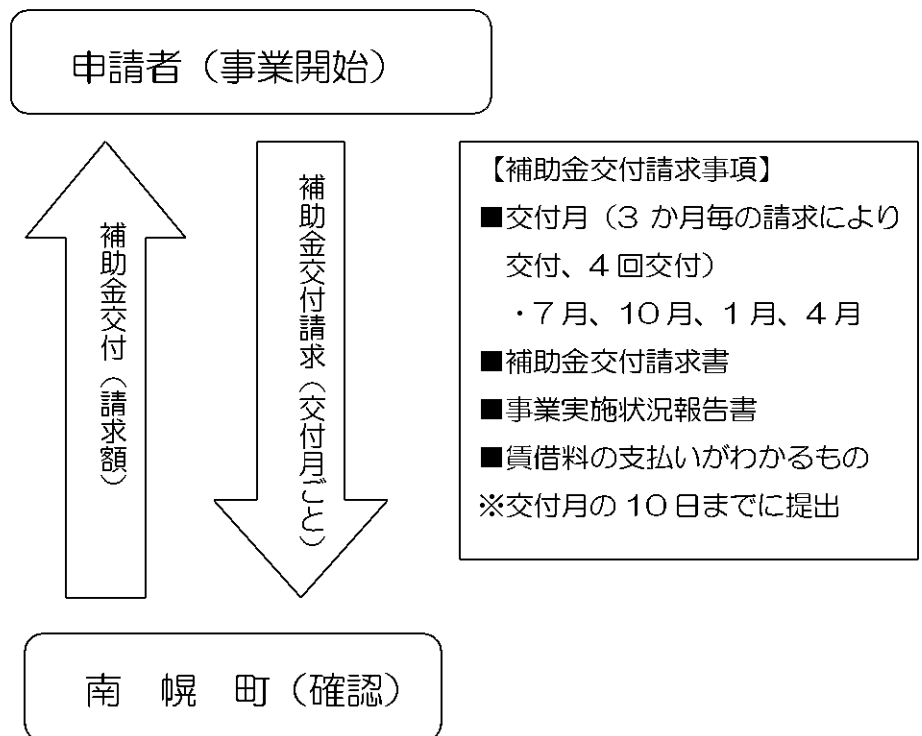 申請者（事業開始）
補助金交付（請求額）
補助金交付請求（交付月ごと）
【補助金交付請求事項】
■交付月（3 か月毎の請求により
交付、4 回交付）
・7 月、10 月、1 月、4 月
■補助金交付請求書
■事業実施状況報告書
■賃借料の支払いがわかるもの
※交付月の 10 日までに提出
南　幌　町（確認）